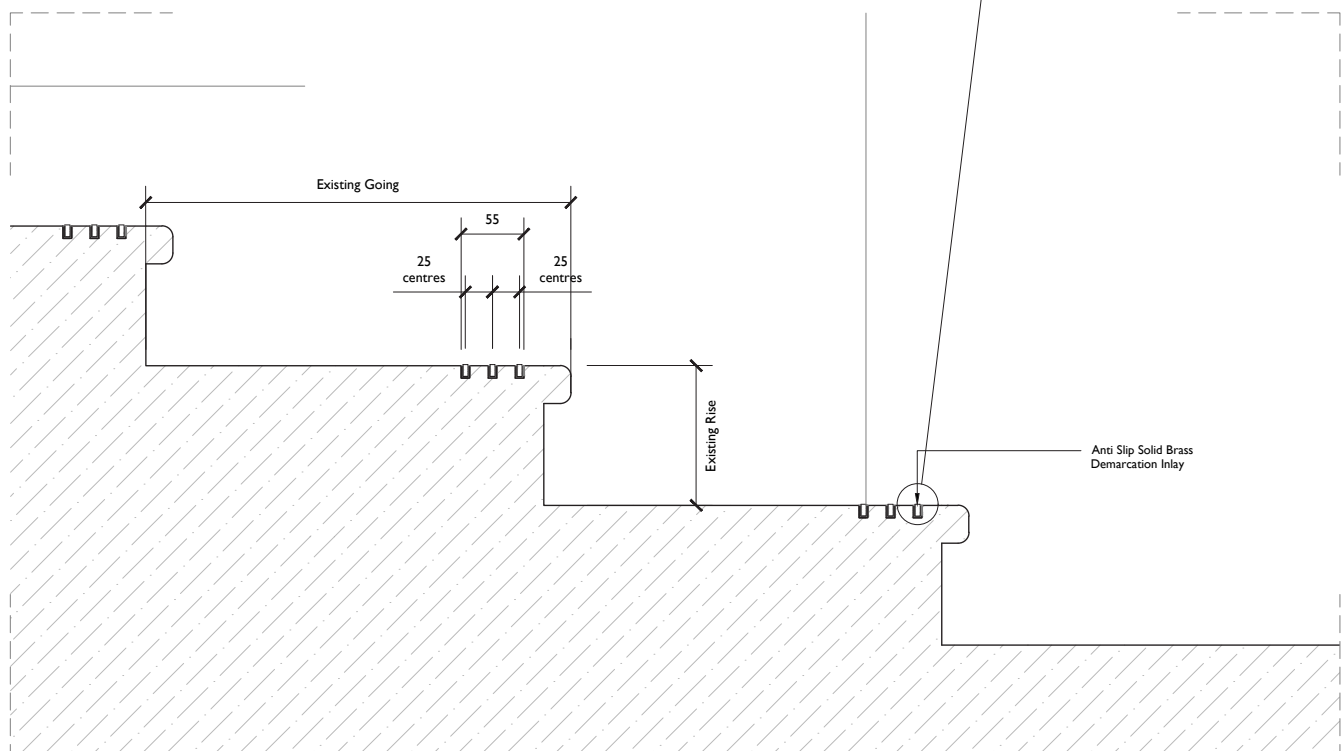 Existing Going
55
25
centres
25
centres
Existing Rise
Anti Slip Solid Brass
Demarcation Inlay